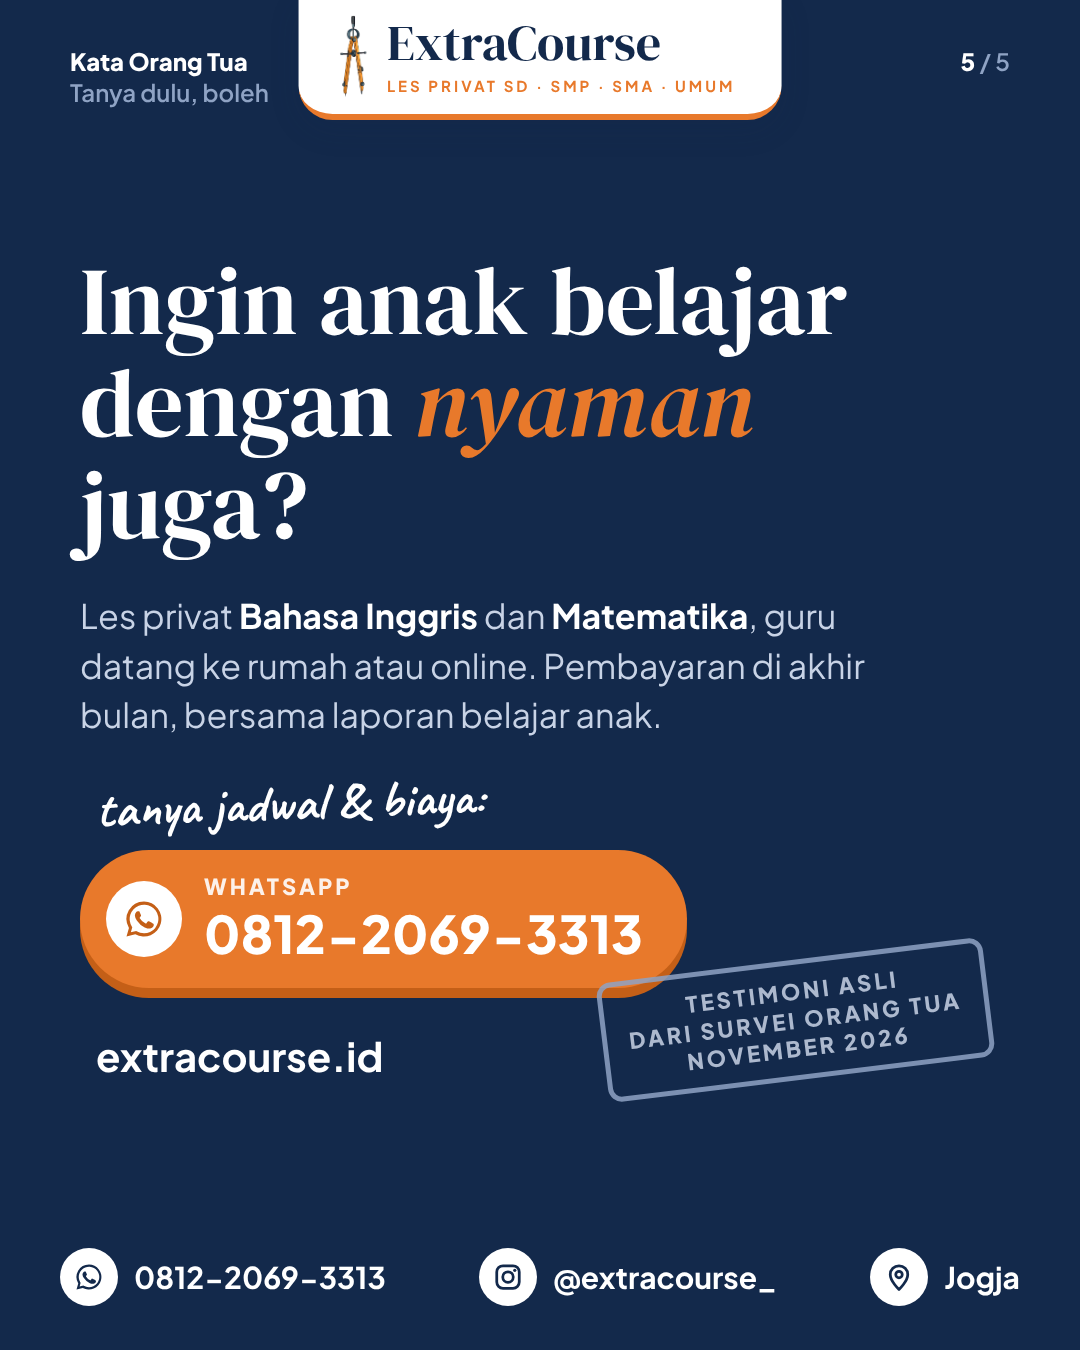 Kata Orang Tua
Tanya dulu, boleh
ExtraCourse
LES PRIVAT SD · SMP · SMA · UMUM
5 / 5
Ingin anak belajar
dengan nyaman
juga?
Les privat Bahasa Inggris dan Matematika, guru
datang ke rumah atau online. Pembayaran di akhir
bulan, bersama laporan belajar anak.
tanya jadwal & biaya:
WHATSAPP
0812-2069-3313
TESTIMONI ASLI
DARI SURVEI ORANG TUA
NOVEMBER 2026
extracourse.id
0812-2069-3313
@extracourse_
Jogja